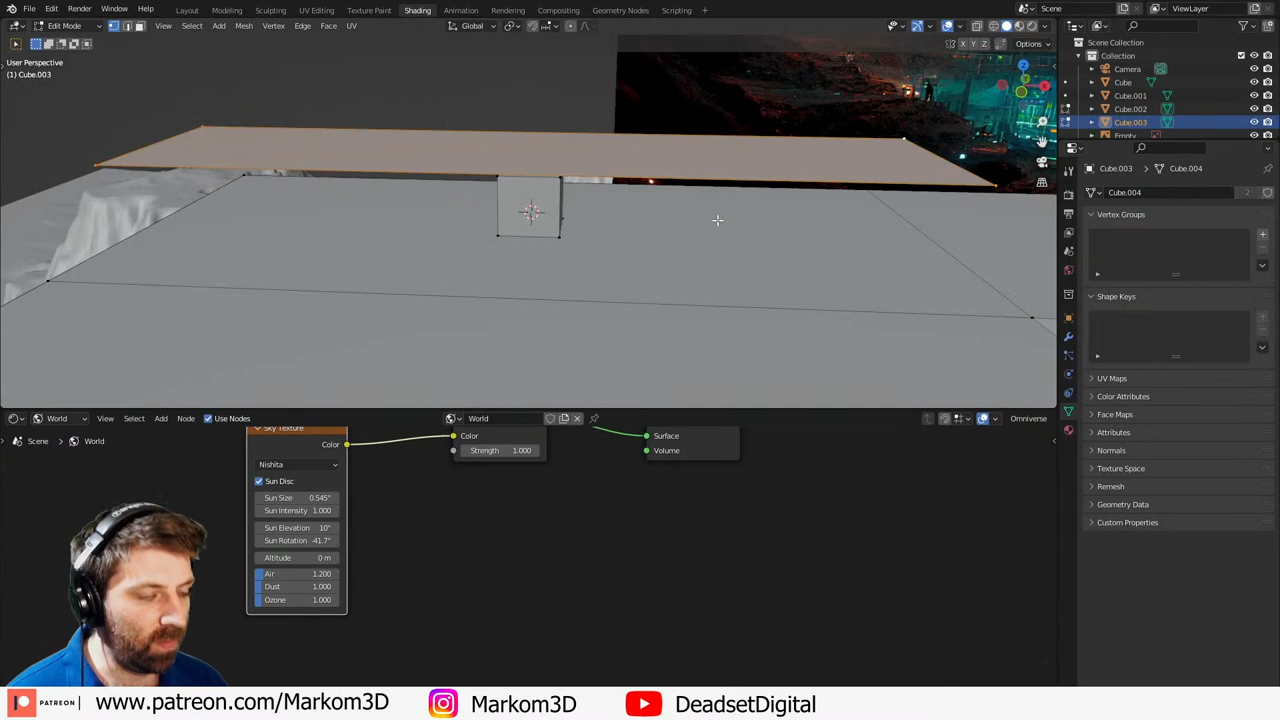 File Edit Render Window Help Layout Modeling Sculpting UV Editing Texture Paint Shading Animation Rendering Compositing Geometry Nodes Scripting + Scene ViewLayer
Edit Mode View Select Add Mesh Vertex Edge Face UV Global
X Y Z Options
User Perspective
(1) Cube.003
Z
X
Scene Collection
Collection
Camera
Cube
Cube.001
Cube.002
Cube.003
Empty
Cube.003 > Cube.004
Cube.004 2
Vertex Groups
Shape Keys
UV Maps
Color Attributes
Face Maps
Attributes
Normals
Texture Space
Remesh
Geometry Data
Custom Properties
World View Select Add Node Use Nodes World Omniverse
Scene > World
Sky Texture
Color
Nishita
Sun Disc
Sun Size 0.545°
Sun Intensity 1.000
Sun Elevation 10°
Sun Rotation -41.7°
Altitude 0 m
Air 1.200
Dust 1.000
Ozone 1.000
Color
Strength 1.000
Surface
Volume
PATREON www.patreon.com/Markom3D Markom3D DeadsetDigital